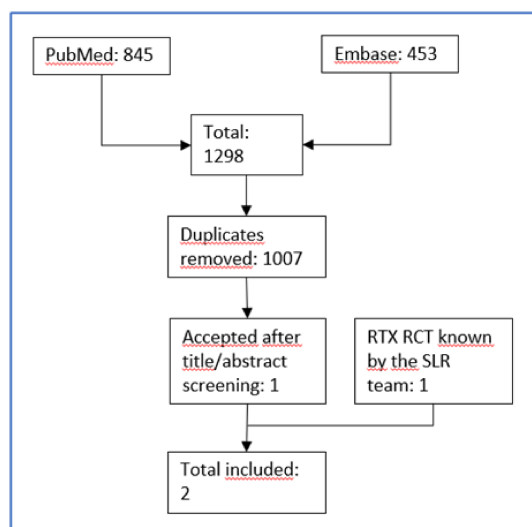 PubMed: 845
Embase: 453
Total:
1298
Duplicates
removed: 1007
Accepted after
title/abstract
screening: 1
RTX RCT known
by the SLR
team: 1
Total included:
2